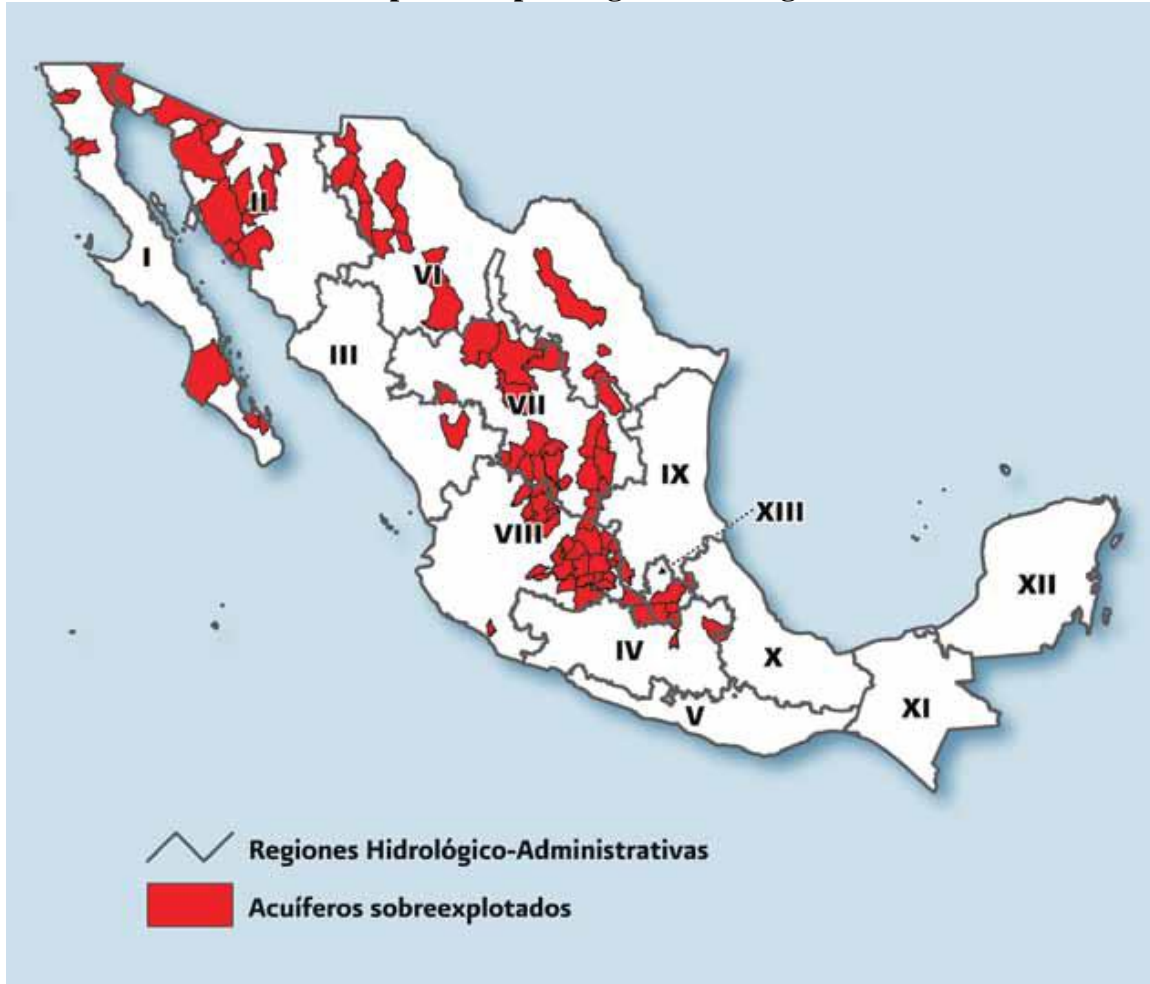 II
I
VI
III
VII
IX
VIII
XIII
XII
IV
X
V
XI
Regiones Hidrológico-Administrativas
Acuíferos sobreexplotados